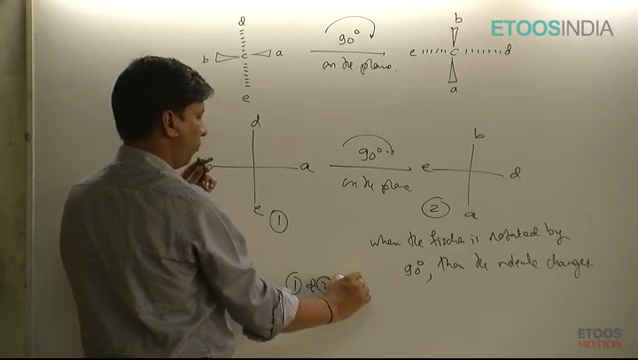 ETOOSINDIA
d
b c a
e
90°
on the plane.
b
e c d
a
d
a
e
①
90°
on the plane
b
e d
a
②
when the fischer is rotated by
90°, then the molecule changes.
① &
ETOOS
MOTION